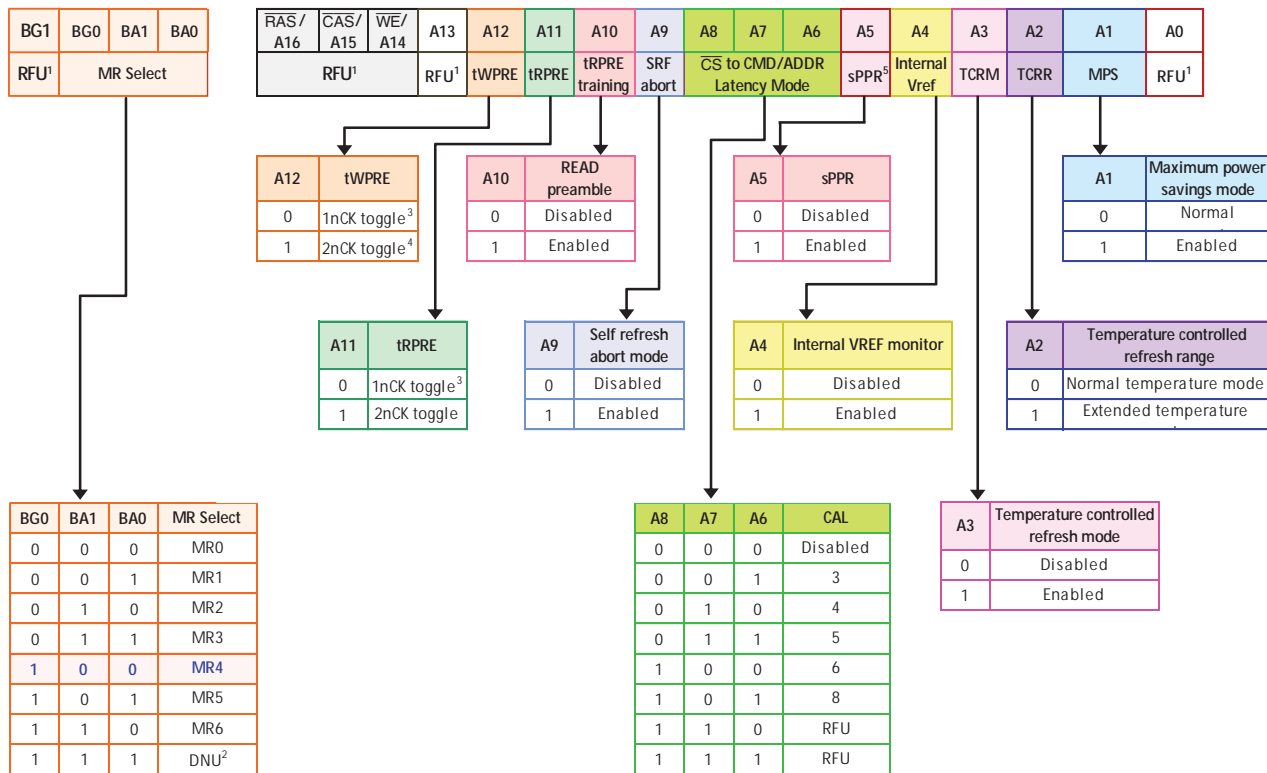 BG1 BG0 BA1 BA0 RAS/ A16 CAS/ A15 WE/ A14 A13 A12 A11 A10 A9 A8 A7 A6 A5 A4 A3 A2 A1 A0
RFU¹ MR Select RFU¹ RFU¹ tWPRE tRPRE tRPRE training SRF abort CS to CMD/ADDR Latency Mode sPPR⁵ Internal Vref TCRM TCRR MPS RFU¹
A12 tWPRE
0 1nCK toggle³
1 2nCK toggle⁴
A10 READ preamble
0 Disabled
1 Enabled
A5 sPPR
0 Disabled
1 Enabled
A1 Maximum power savings mode
0 Normal
1 Enabled
A11 tRPRE
0 1nCK toggle³
1 2nCK toggle
A9 Self refresh abort mode
0 Disabled
1 Enabled
A4 Internal VREF monitor
0 Disabled
1 Enabled
A2 Temperature controlled refresh range
0 Normal temperature mode
1 Extended temperature
BG0 BA1 BA0 MR Select
0 0 0 MR0
0 0 1 MR1
0 1 0 MR2
0 1 1 MR3
1 0 0 MR4
1 0 1 MR5
1 1 0 MR6
1 1 1 DNU²
A8 A7 A6 CAL
0 0 0 Disabled
0 0 1 3
0 1 0 4
0 1 1 5
1 0 0 6
1 0 1 8
1 1 0 RFU
1 1 1 RFU
A3 Temperature controlled refresh mode
0 Disabled
1 Enabled